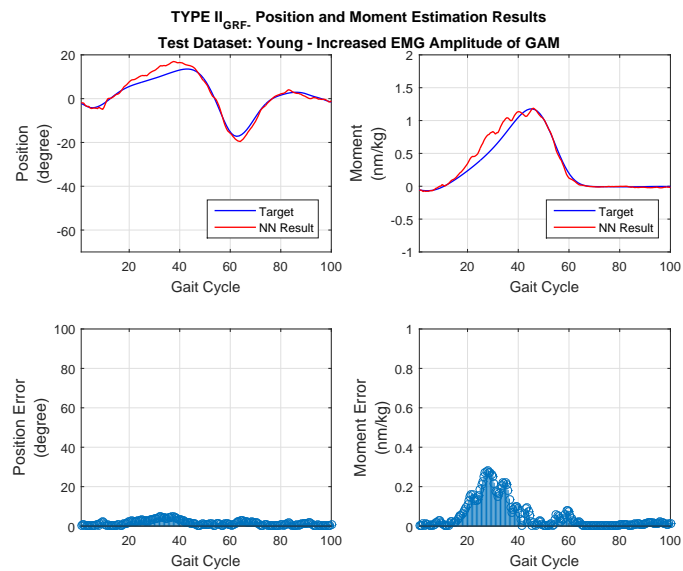 TYPE II_GRF-. Position and Moment Estimation Results
Test Dataset: Young - Increased EMG Amplitude of GAM
20
0
-20
-40
-60
20 40 60 80 100
Gait Cycle
Position
(degree)
Target
NN Result
2
1.5
1
0.5
0
-0.5
-1
20 40 60 80 100
Gait Cycle
Moment
(nm/kg)
Target
NN Result
100
80
60
40
20
0
20 40 60 80 100
Gait Cycle
Position Error
(degree)
1
0.8
0.6
0.4
0.2
0
20 40 60 80 100
Gait Cycle
Moment Error
(nm/kg)